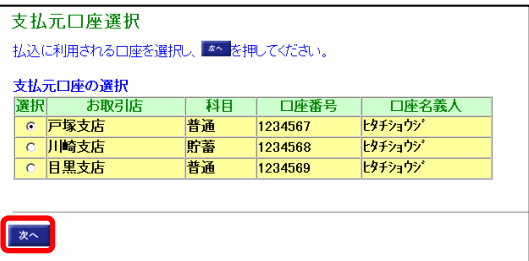 支払元口座選択
払込に利用される口座を選択し、次へを押してください。
支払元口座の選択
選択 お取引店 科目 口座番号 口座名義人
戸塚支店 普通 1234567 ﾋﾀﾁｼｮｳｼﾞ
川崎支店 貯蓄 1234568 ﾋﾀﾁｼｮｳｼﾞ
目黒支店 普通 1234569 ﾋﾀﾁｼｮｳｼﾞ
次へ